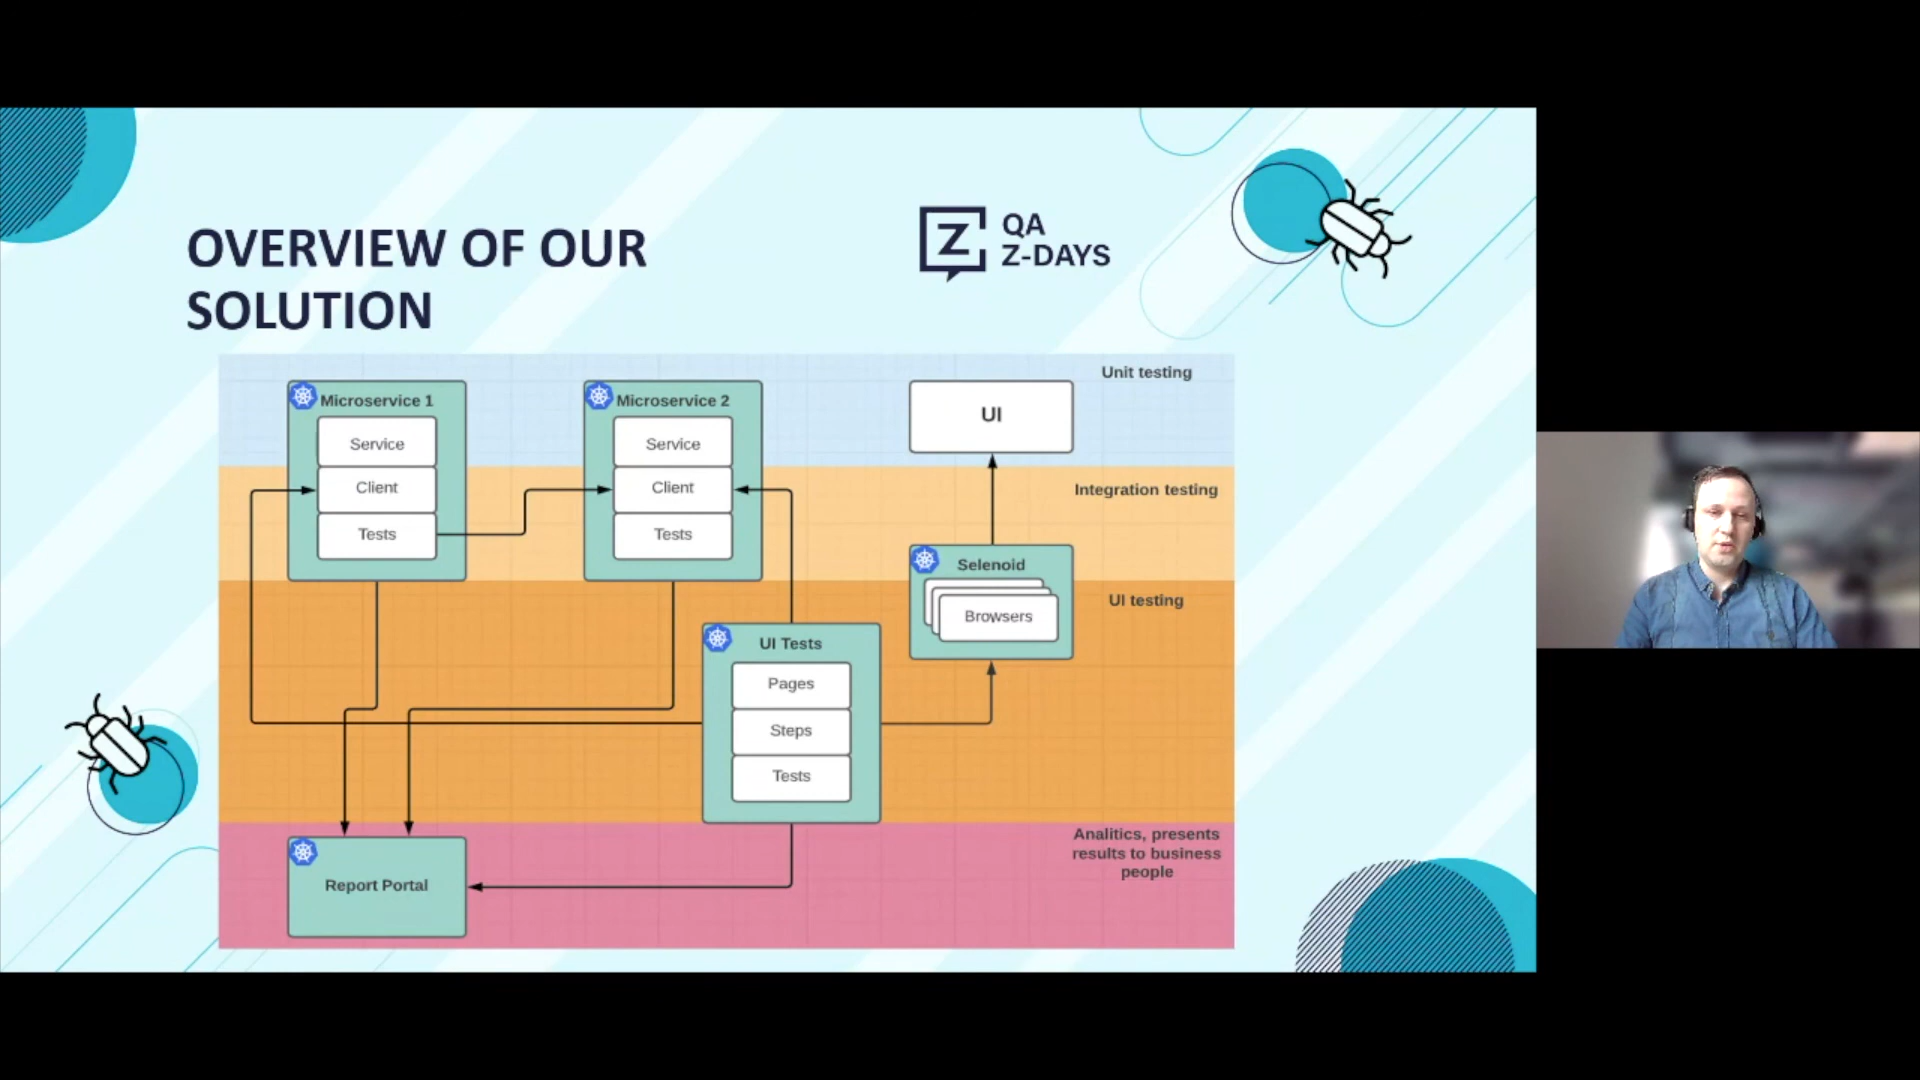 OVERVIEW OF OUR
SOLUTION
Z
QA
Z-DAYS
Unit testing
Microservice 1
Service
Client
Tests
Microservice 2
Service
Client
Tests
UI
Integration testing
Selenoid
Browsers
UI testing
UI Tests
Pages
Steps
Tests
Analitics, presents
results to business
people
Report Portal